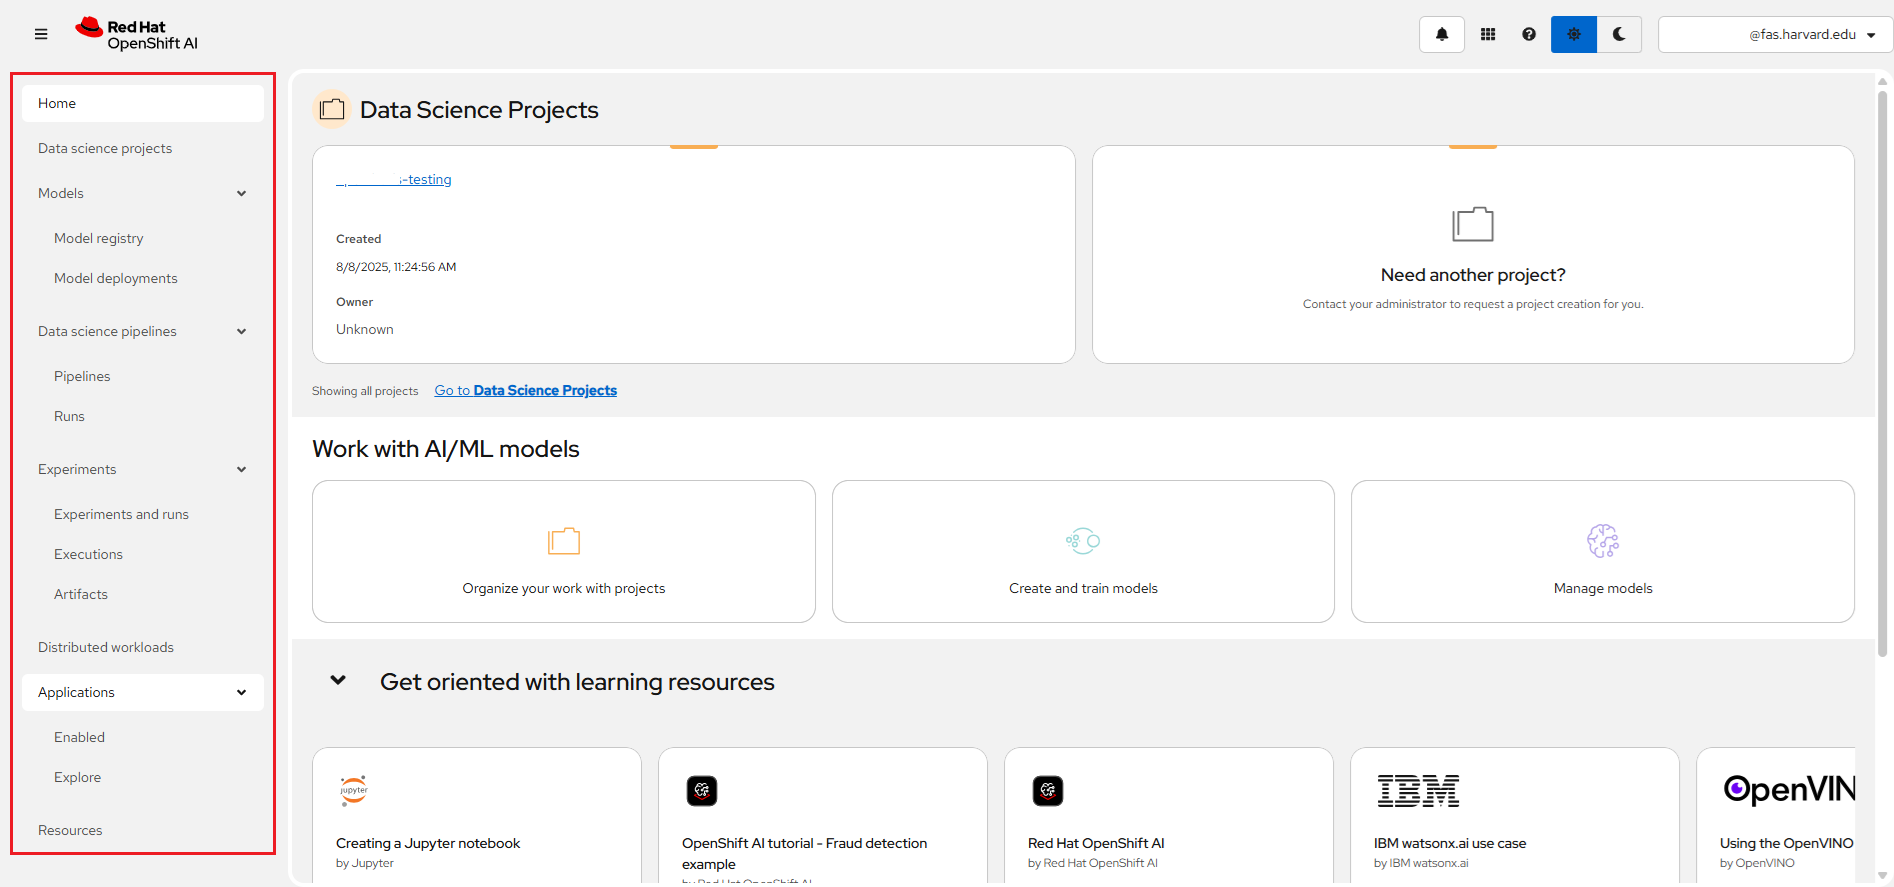 Red Hat
OpenShift AI
@fas.harvard.edu
Home
Data science projects
Models
Model registry
Model deployments
Data science pipelines
Pipelines
Runs
Experiments
Experiments and runs
Executions
Artifacts
Distributed workloads
Applications
Enabled
Explore
Resources
Data Science Projects
-testing
Created
8/8/2025, 11:24:56 AM
Owner
Unknown
Need another project?
Contact your administrator to request a project creation for you.
Showing all projects Go to Data Science Projects
Work with AI/ML models
Organize your work with projects
Create and train models
Manage models
Get oriented with learning resources
jupyter
Creating a Jupyter notebook
by Jupyter
OpenShift AI tutorial - Fraud detection
example
by Red Hat OpenShift AI
Red Hat OpenShift AI
by Red Hat OpenShift AI
IBM
IBM watsonx.ai use case
by IBM watsonx.ai
OpenVIN
Using the OpenVINO
by OpenVINO